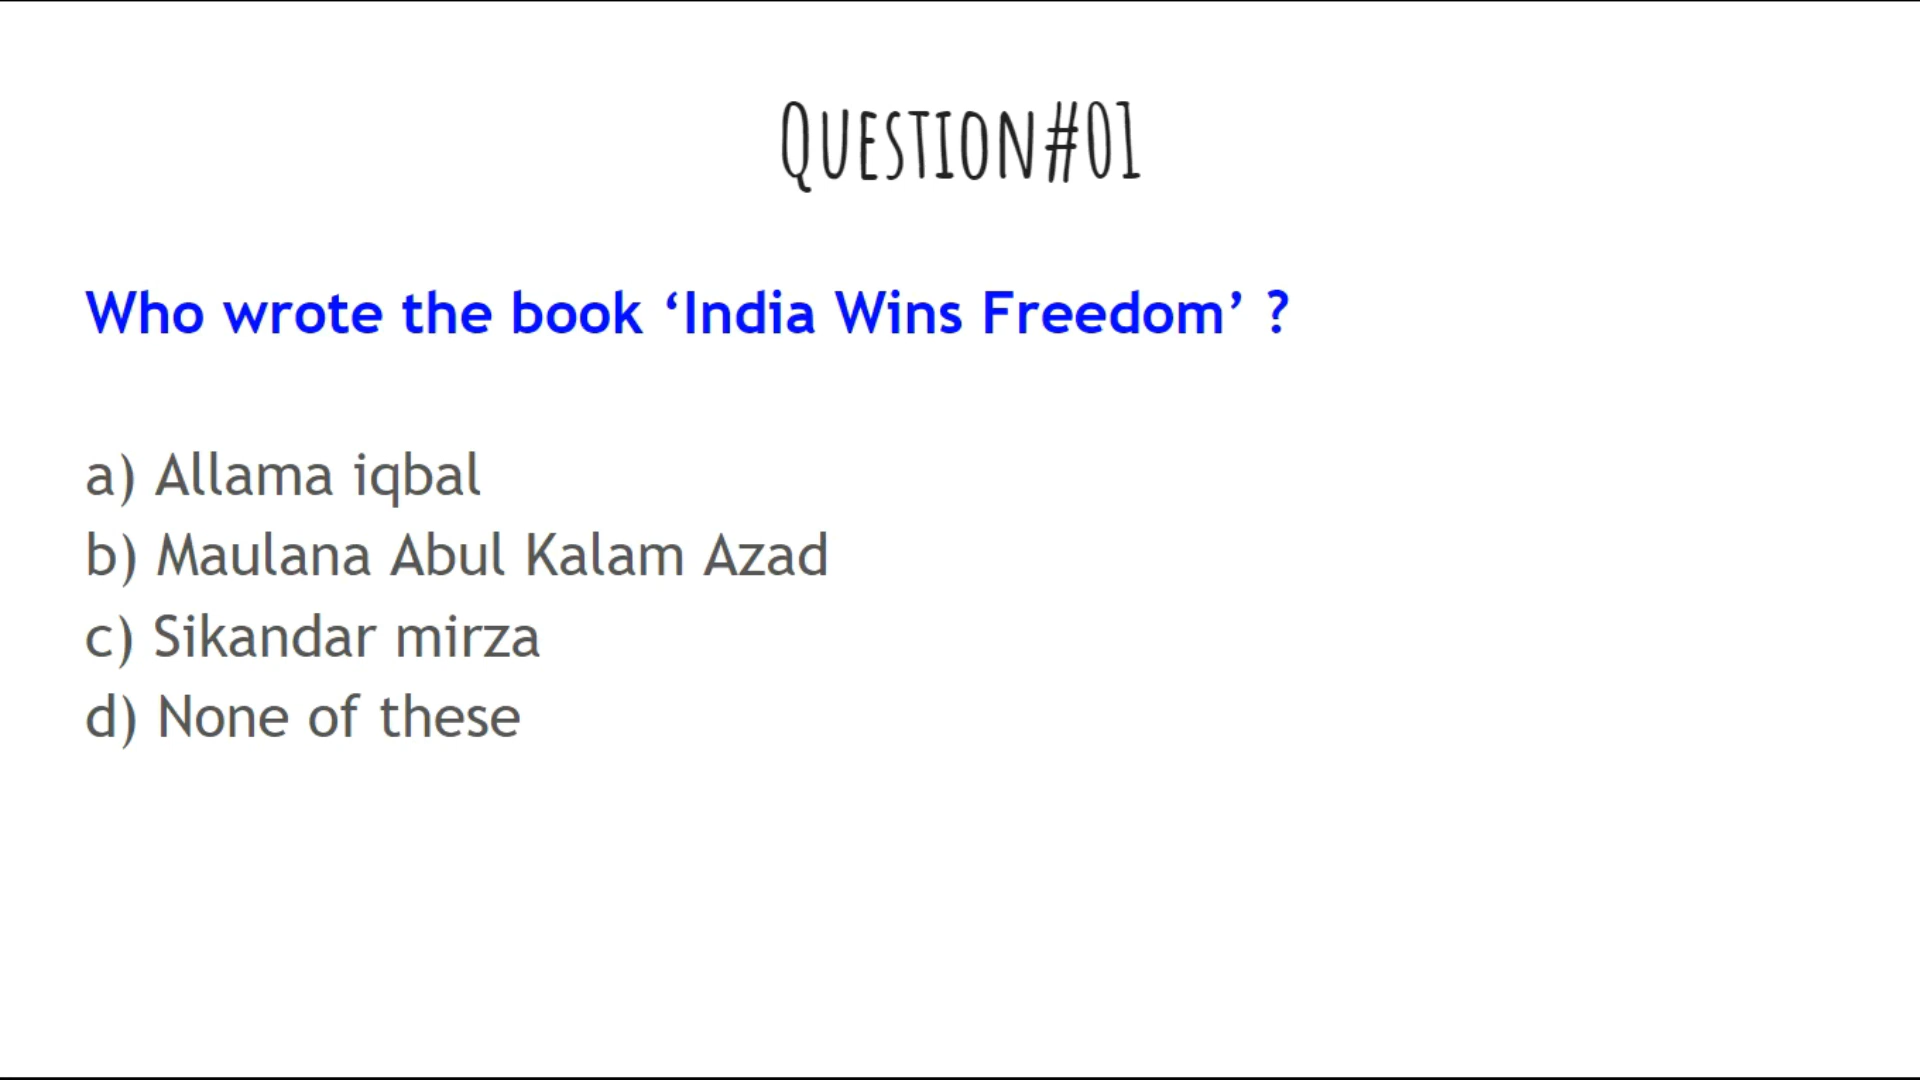 Question#01
Who wrote the book ‘India Wins Freedom’ ?
a) Allama iqbal
b) Maulana Abul Kalam Azad
c) Sikandar mirza
d) None of these